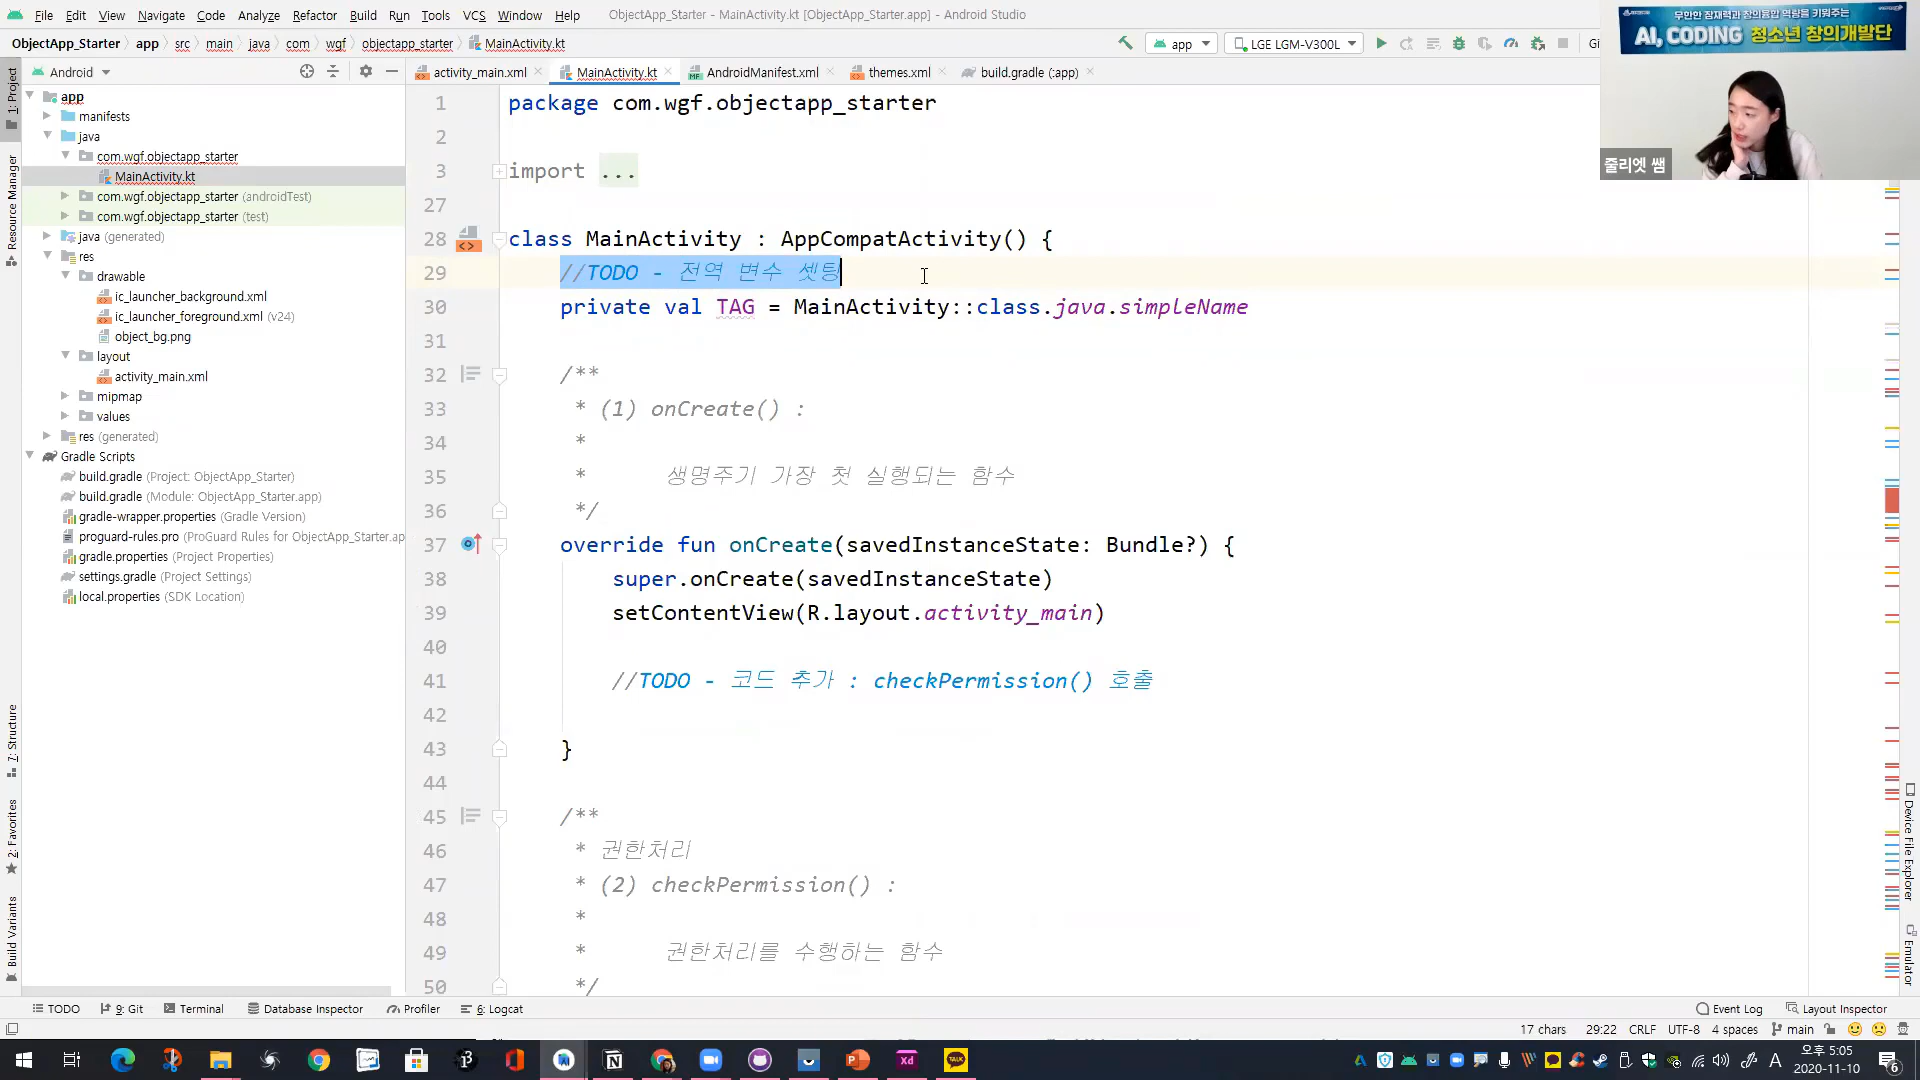 File Edit View Navigate Code Analyze Refactor Build Run Tools VCS Window Help ObjectApp_Starter - MainActivity.kt [ObjectApp_Starter.app] - Android Studio
ObjectApp_Starter app src main java com wgf objectapp_starter MainActivity.kt app LGE LGM-V300L Gi
무한한 잠재력과 창의융합 역량을 키워주는
AI, CODING 청소년 창의개발단
줄리엣 쌤
Android
activity_main.xml MainActivity.kt AndroidManifest.xml themes.xml build.gradle (:app)
1: Project
Resource Manager
7: Structure
2: Favorites
Build Variants
app
manifests
java
com.wgf.objectapp_starter
MainActivity.kt
com.wgf.objectapp_starter (androidTest)
com.wgf.objectapp_starter (test)
java (generated)
res
drawable
ic_launcher_background.xml
ic_launcher_foreground.xml (v24)
object_bg.png
layout
activity_main.xml
mipmap
values
res (generated)
Gradle Scripts
build.gradle (Project: ObjectApp_Starter)
build.gradle (Module: ObjectApp_Starter.app)
gradle-wrapper.properties (Gradle Version)
proguard-rules.pro (ProGuard Rules for ObjectApp_Starter.ap
gradle.properties (Project Properties)
settings.gradle (Project Settings)
local.properties (SDK Location)
1 package com.wgf.objectapp_starter
2
3 import ...
27
28 class MainActivity : AppCompatActivity() {
29 //TODO - 전역 변수 셋팅
30 private val TAG = MainActivity::class.java.simpleName
31
32 /**
33 * (1) onCreate() :
34 *
35 * 생명주기 가장 첫 실행되는 함수
36 */
37 override fun onCreate(savedInstanceState: Bundle?) {
38 super.onCreate(savedInstanceState)
39 setContentView(R.layout.activity_main)
40
41 //TODO - 코드 추가 : checkPermission() 호출
42
43 }
44
45 /**
46 * 권한처리
47 * (2) checkPermission() :
48 *
49 * 권한처리를 수행하는 함수
50 */
Device File Explorer
Emulator
TODO 9: Git Terminal Database Inspector Profiler 6: Logcat Event Log Layout Inspector
17 chars 29:22 CRLF UTF-8 4 spaces main
A 오후 5:05
2020-11-10
6